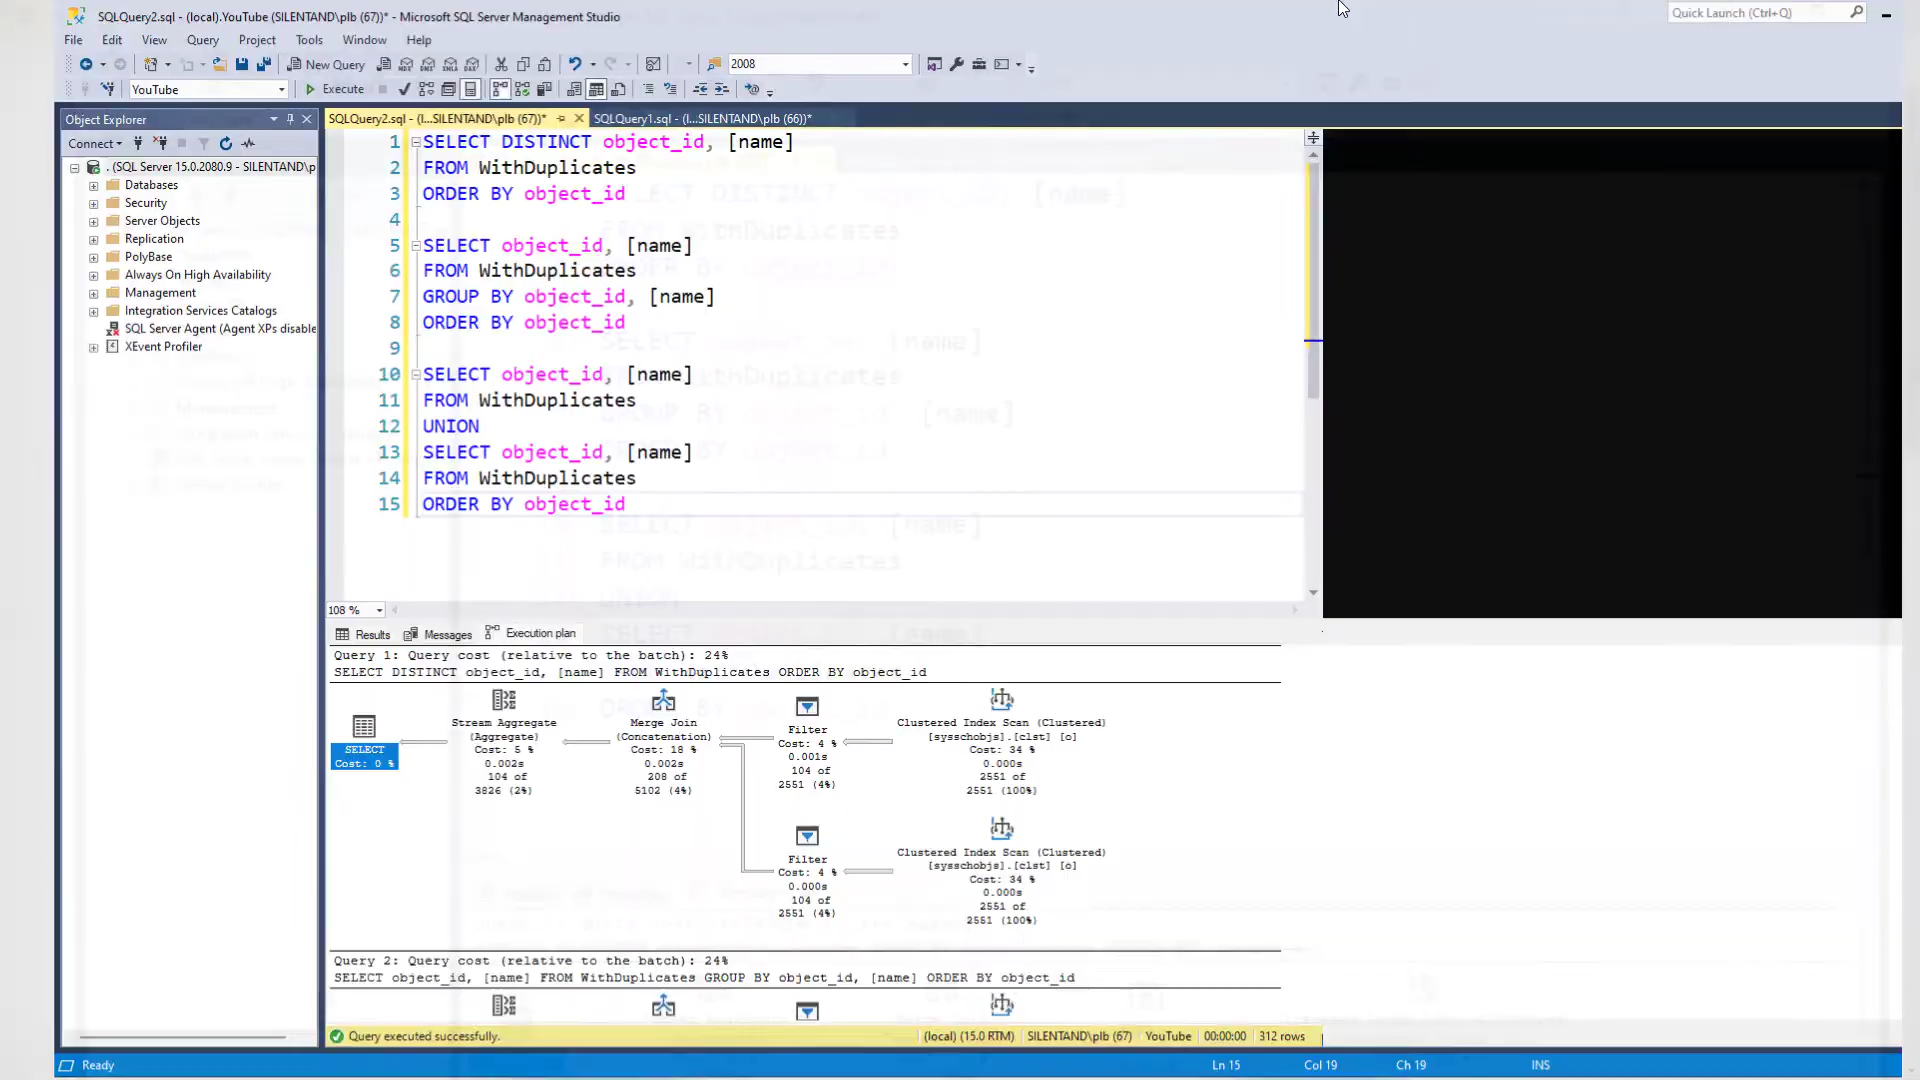 SQLQuery2.sql - (local).YouTube (SILENTAND\plb (67))* - Microsoft SQL Server Management Studio
Quick Launch (Ctrl+Q)
File Edit View Query Project Tools Window Help
New Query
2008
YouTube
Execute
Object Explorer
SQLQuery2.sql - (l...SILENTAND\plb (67))*
SQLQuery1.sql - (l...SILENTAND\plb (66))*
Connect
. (SQL Server 15.0.2080.9 - SILENTAND\p
Databases
Security
Server Objects
Replication
PolyBase
Always On High Availability
Management
Integration Services Catalogs
SQL Server Agent (Agent XPs disable
XEvent Profiler
1 SELECT DISTINCT object_id, [name]
2 FROM WithDuplicates
3 ORDER BY object_id
4
5 SELECT object_id, [name]
6 FROM WithDuplicates
7 GROUP BY object_id, [name]
8 ORDER BY object_id
9
10 SELECT object_id, [name]
11 FROM WithDuplicates
12 UNION
13 SELECT object_id, [name]
14 FROM WithDuplicates
15 ORDER BY object_id
108 %
Results Messages Execution plan
Query 1: Query cost (relative to the batch): 24%
SELECT DISTINCT object_id, [name] FROM WithDuplicates ORDER BY object_id
SELECT
Cost: 0 %
Stream Aggregate
(Aggregate)
Cost: 5 %
0.002s
104 of
3826 (2%)
Merge Join
(Concatenation)
Cost: 18 %
0.002s
208 of
5102 (4%)
Filter
Cost: 4 %
0.001s
104 of
2551 (4%)
Clustered Index Scan (Clustered)
[sysschobjs].[clst] [o]
Cost: 34 %
0.000s
2551 of
2551 (100%)
Filter
Cost: 4 %
0.000s
104 of
2551 (4%)
Clustered Index Scan (Clustered)
[sysschobjs].[clst] [o]
Cost: 34 %
0.000s
2551 of
2551 (100%)
Query 2: Query cost (relative to the batch): 24%
SELECT object_id, [name] FROM WithDuplicates GROUP BY object_id, [name] ORDER BY object_id
Query executed successfully.
(local) (15.0 RTM) SILENTAND\plb (67) YouTube 00:00:00 312 rows
Ready
Ln 15 Col 19 Ch 19 INS